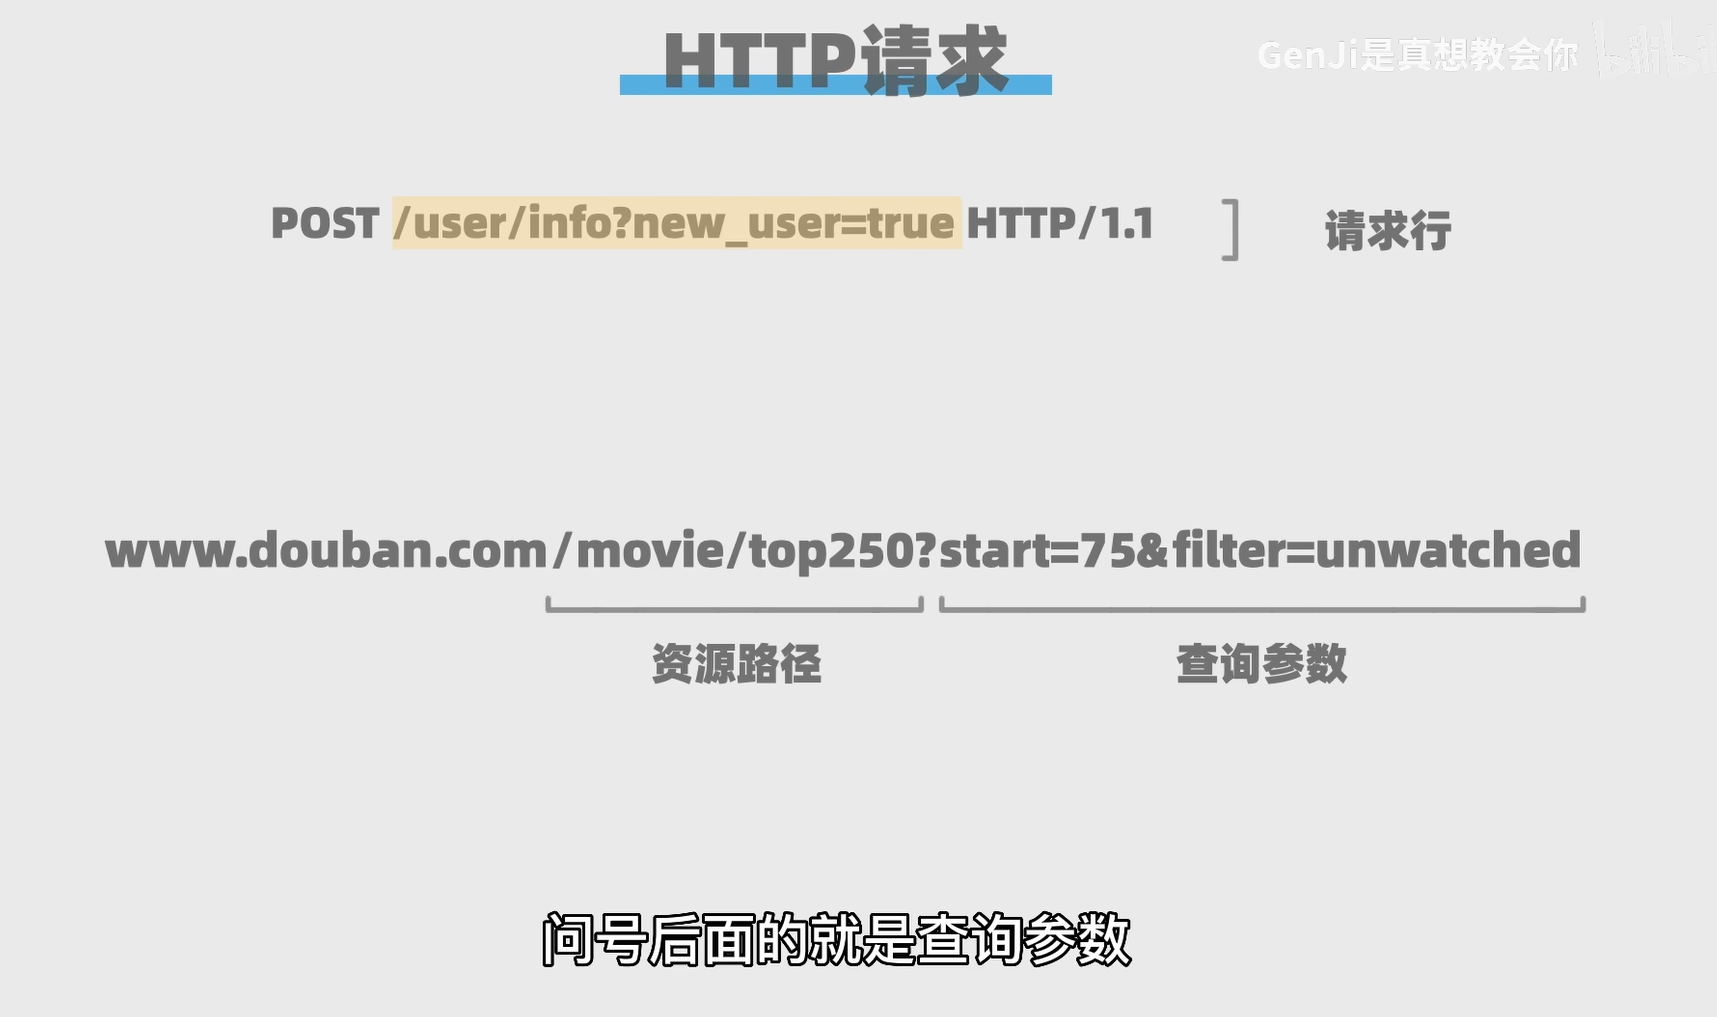 HTTP请求
GenJi是真想教会你 bilibili
POST /user/info?new_user=true HTTP/1.1 请求行
www.douban.com/movie/top250?start=75&filter=unwatched
资源路径 查询参数
问号后面的就是查询参数